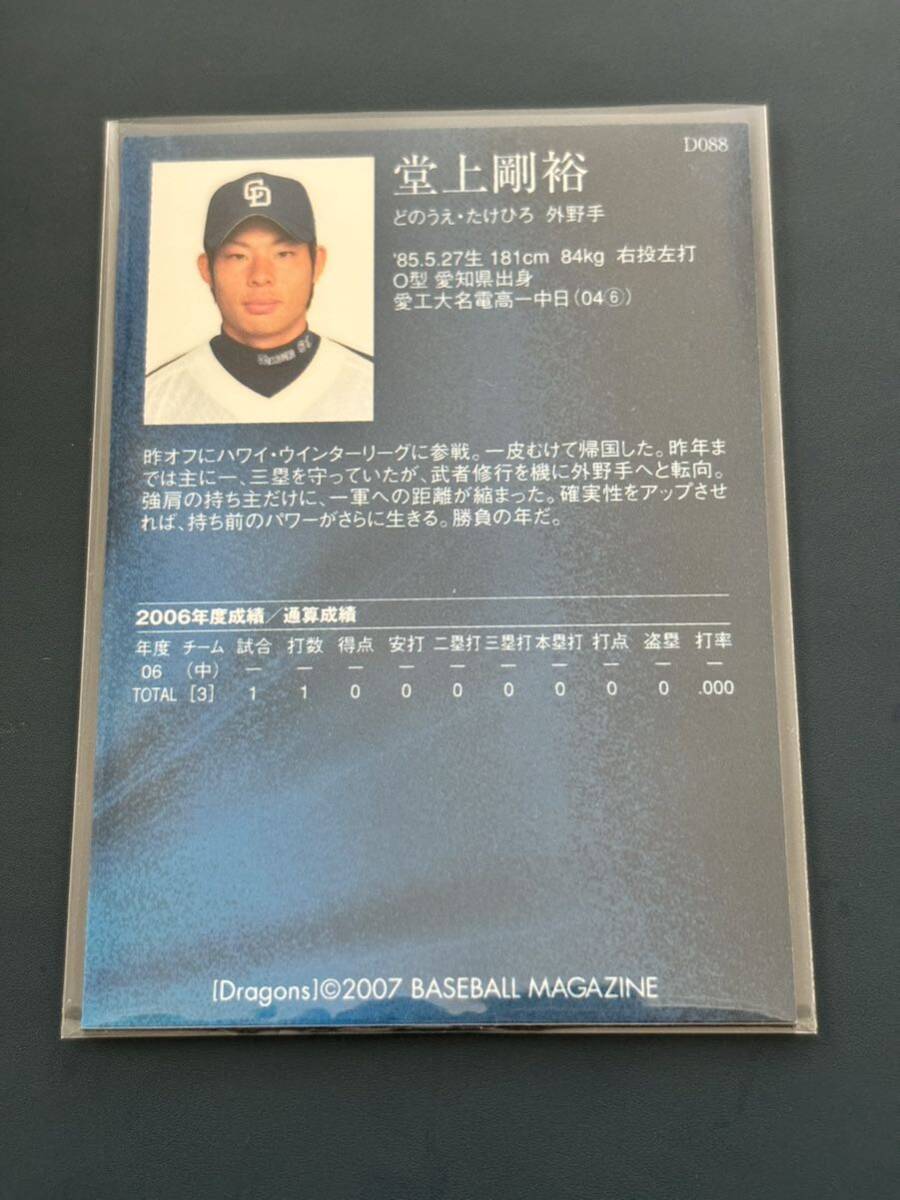 D088
堂上剛裕
どのうえ・たけひろ 外野手
'85.5.27生 181cm 84kg 右投左打
O型 愛知県出身
愛工大名電高ー中日(04⑥)
昨オフにハワイ・ウインターリーグに参戦。一皮むけて帰国した。昨年ま
では主に一、三塁を守っていたが、武者修行を機に外野手へと転向。
強肩の持ち主だけに、一軍への距離が縮まった。確実性をアップさせ
れば、持ち前のパワーがさらに生きる。勝負の年だ。
2006年度成績／通算成績
年度 チーム 試合 打数 得点 安打 二塁打 三塁打 本塁打 打点 盗塁 打率
06 (中) ― ― ― ― ― ― ― ― ― ―
TOTAL [3] 1 1 0 0 0 0 0 0 0 .000
[Dragons]©2007 BASEBALL MAGAZINE